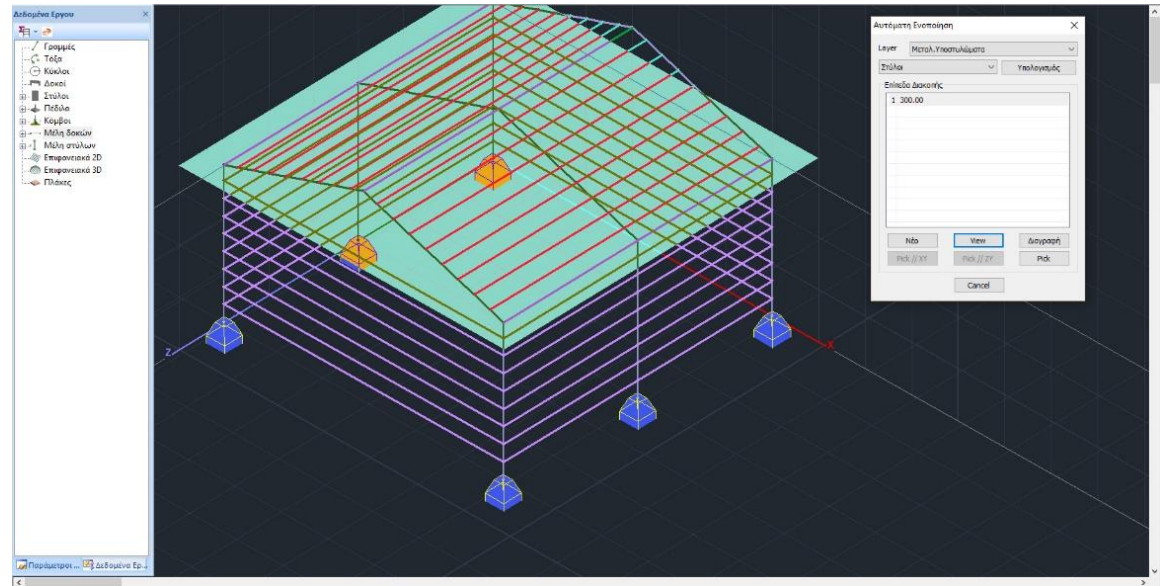 Δεδομένα Εργου
Γραμμές
Τόξα
Κύκλοι
Δοκοί
Στύλοι
Πέδιλα
Κόμβοι
Μέλη δοκών
Μέλη στύλων
Επιφανειακά 2D
Επιφανειακά 3D
Πλάκες
Παράμετροι ... Δεδομένα Ερ...
Z
X
Αυτόματη Ενοποίηση
Layer Μεταλ.Υποστυλώματα
Στύλοι Υπολογισμός
Επίπεδο Διακοπής
1 300.00
Νέο View Διαγραφή
Pick // XY Pick // ZY Pick
Cancel